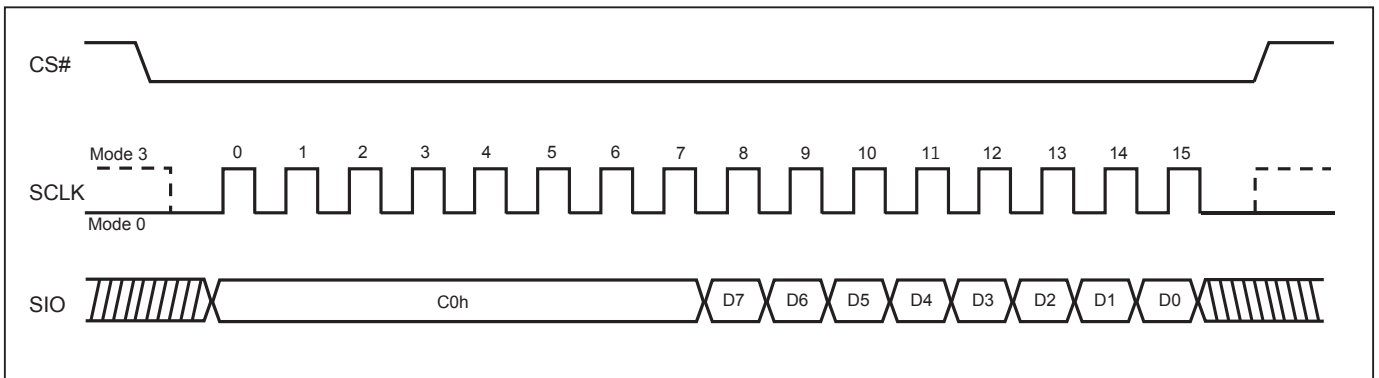 CS#
Mode 3
0 1 2 3 4 5 6 7 8 9 10 11 12 13 14 15
SCLK
Mode 0
SIO
C0h D7 D6 D5 D4 D3 D2 D1 D0